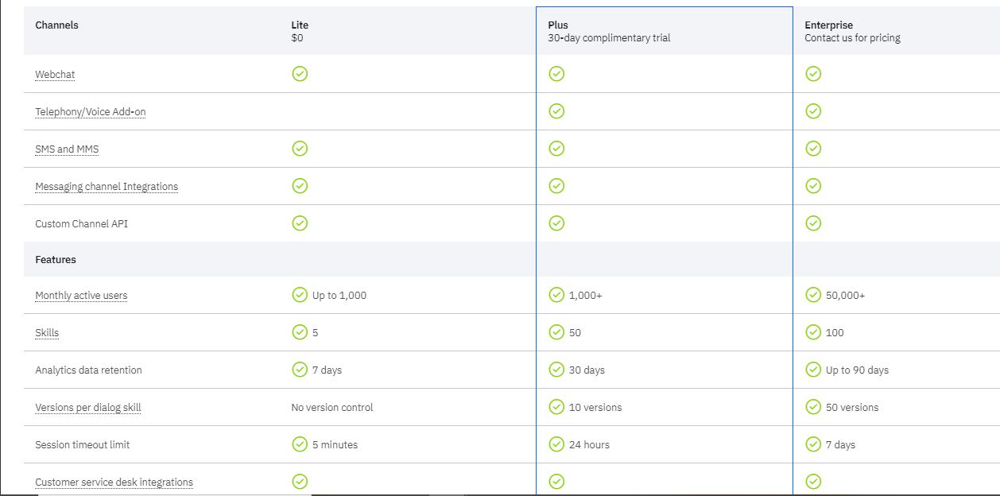 Channels Lite Plus Enterprise
$0 30-day complimentary trial Contact us for pricing
Webchat
Telephony/Voice Add-on
SMS and MMS
Messaging channel Integrations
Custom Channel API
Features
Monthly active users Up to 1,000 1,000+ 50,000+
Skills 5 50 100
Analytics data retention 7 days 30 days Up to 90 days
Versions per dialog skill No version control 10 versions 50 versions
Session timeout limit 5 minutes 24 hours 7 days
Customer service desk integrations